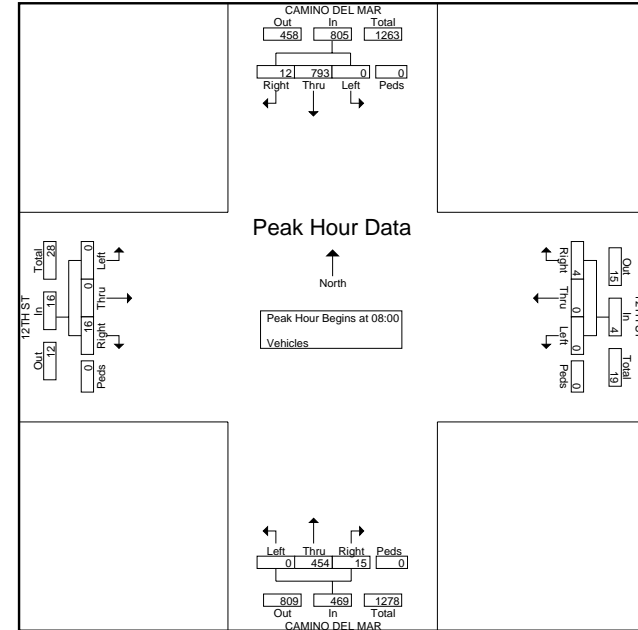 CAMINO DEL MAR
Out In Total
458 805 1263
12 793 0 0
Right Thru Left Peds
Peak Hour Data
North
Peak Hour Begins at 08:00
Vehicles
12TH ST
Total In Out
28 16 12
0 0 16 0
Left Thru Right Peds
Right Thru Left Peds
4 0 0 0
Out In Total
15 4 19
12TH ST
Left Thru Right Peds
0 454 15 0
809 469 1278
Out In Total
CAMINO DEL MAR